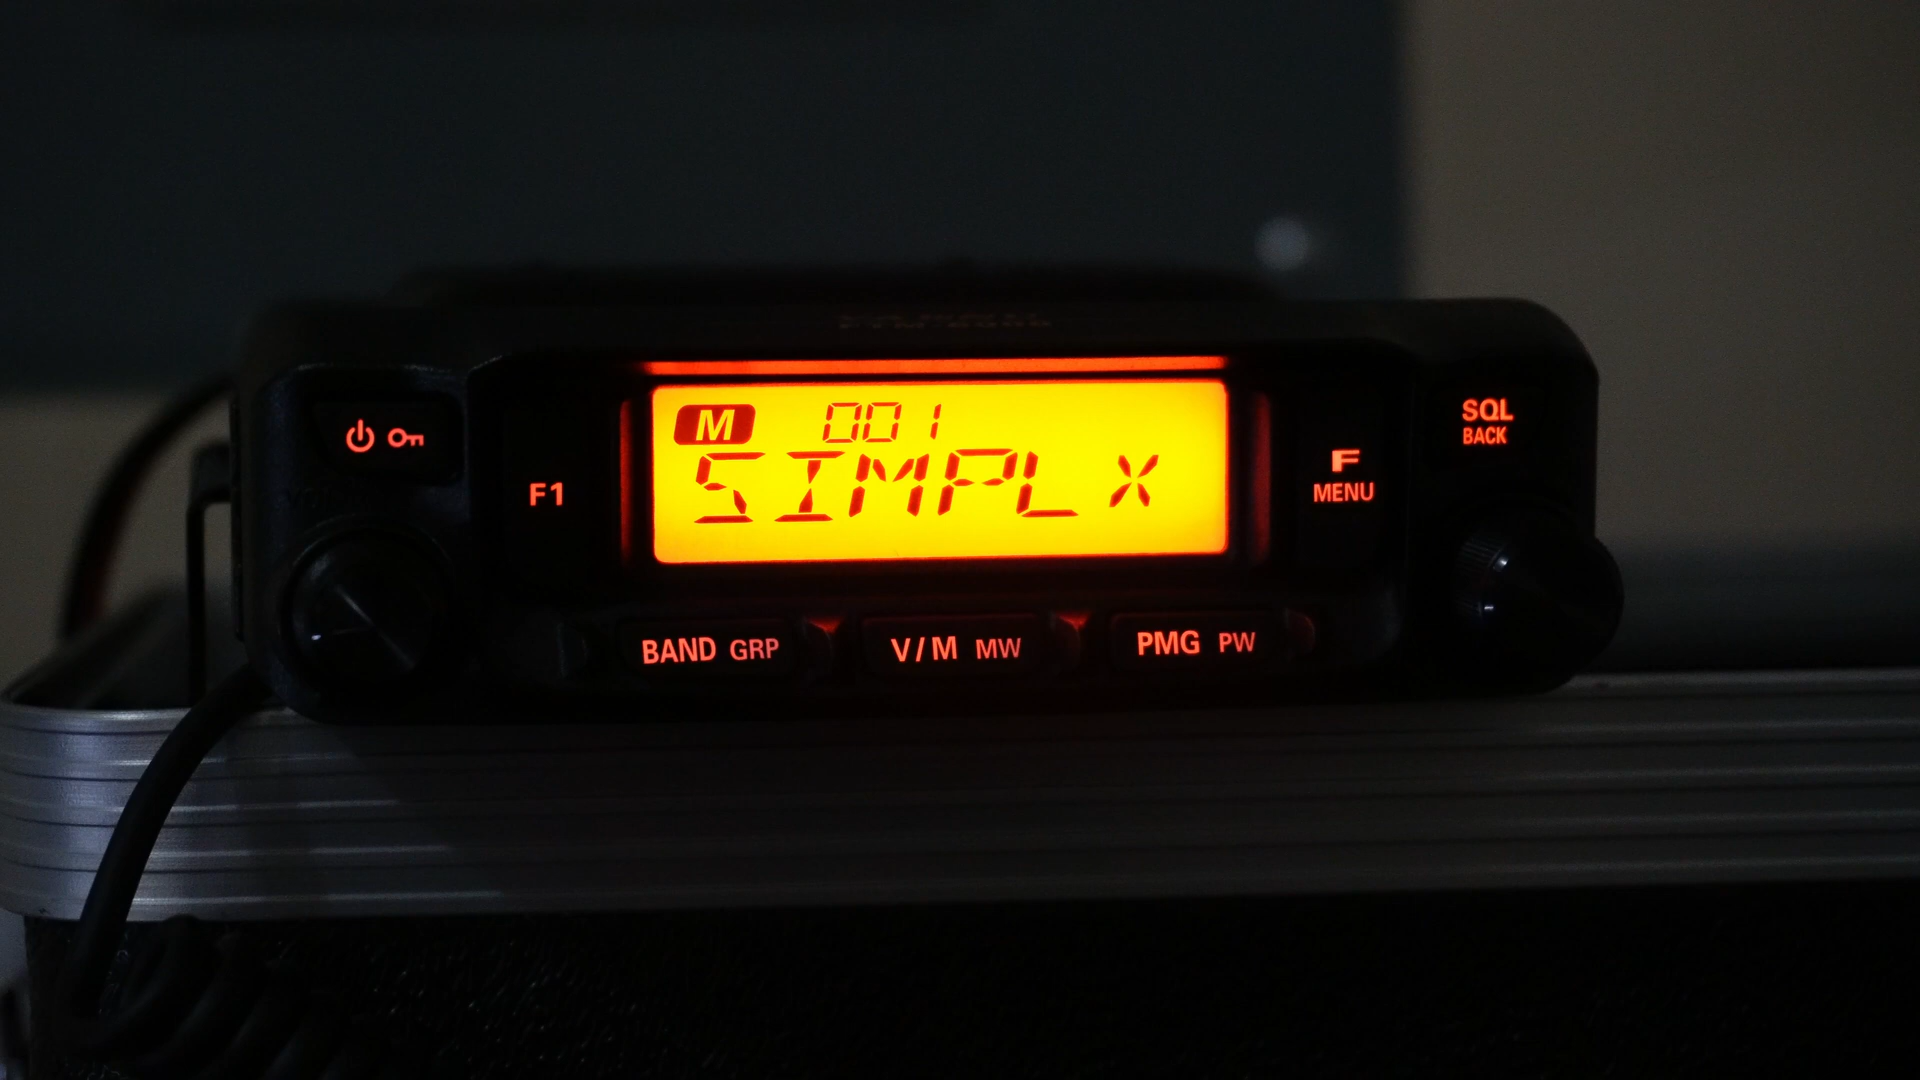 M 001
SIMPLX
F1
F
MENU
SQL
BACK
BAND GRP
V/M MW
PMG PW